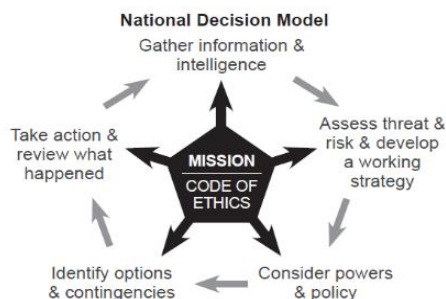 National Decision Model
Gather information &
intelligence
Assess threat &
risk & develop
a working
strategy
Consider powers
& policy
Identify options
& contingencies
Take action &
review what
happened
MISSION
CODE OF
ETHICS